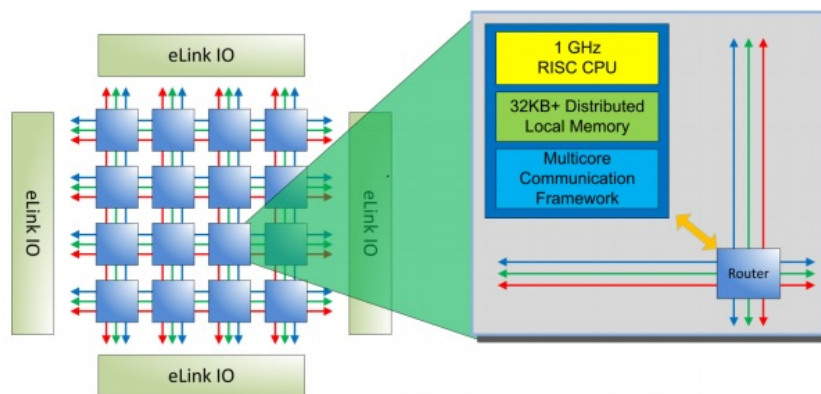 eLink IO
eLink IO
eLink IO
eLink IO
1 GHz
RISC CPU
32KB+ Distributed
Local Memory
Multicore
Communication
Framework
Router